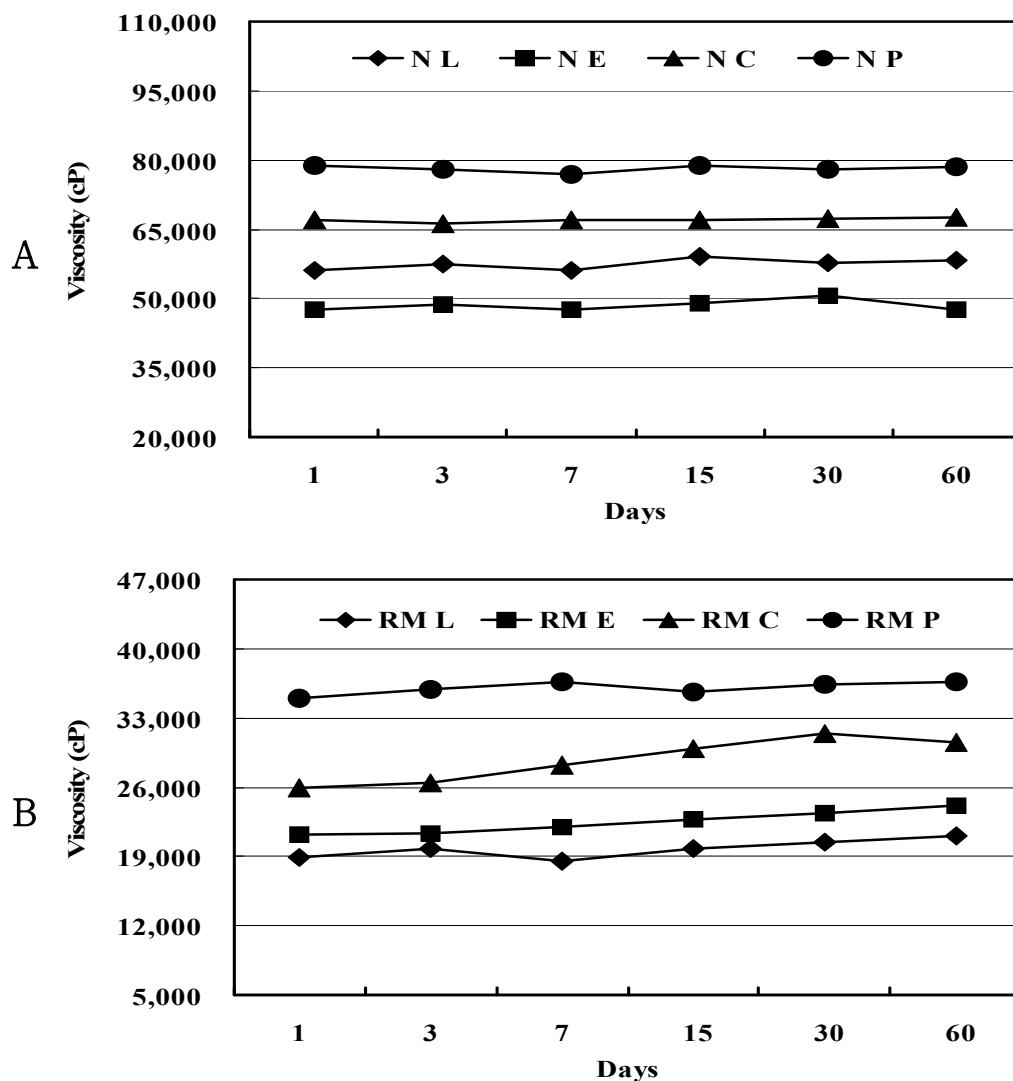 110,000
N L N E N C N P
95,000
80,000
65,000
50,000
35,000
20,000
Viscosity (cP)
A
1 3 7 15 30 60
Days
47,000
RM L RM E RM C RM P
40,000
33,000
26,000
19,000
12,000
5,000
Viscosity (cP)
B
1 3 7 15 30 60
Days